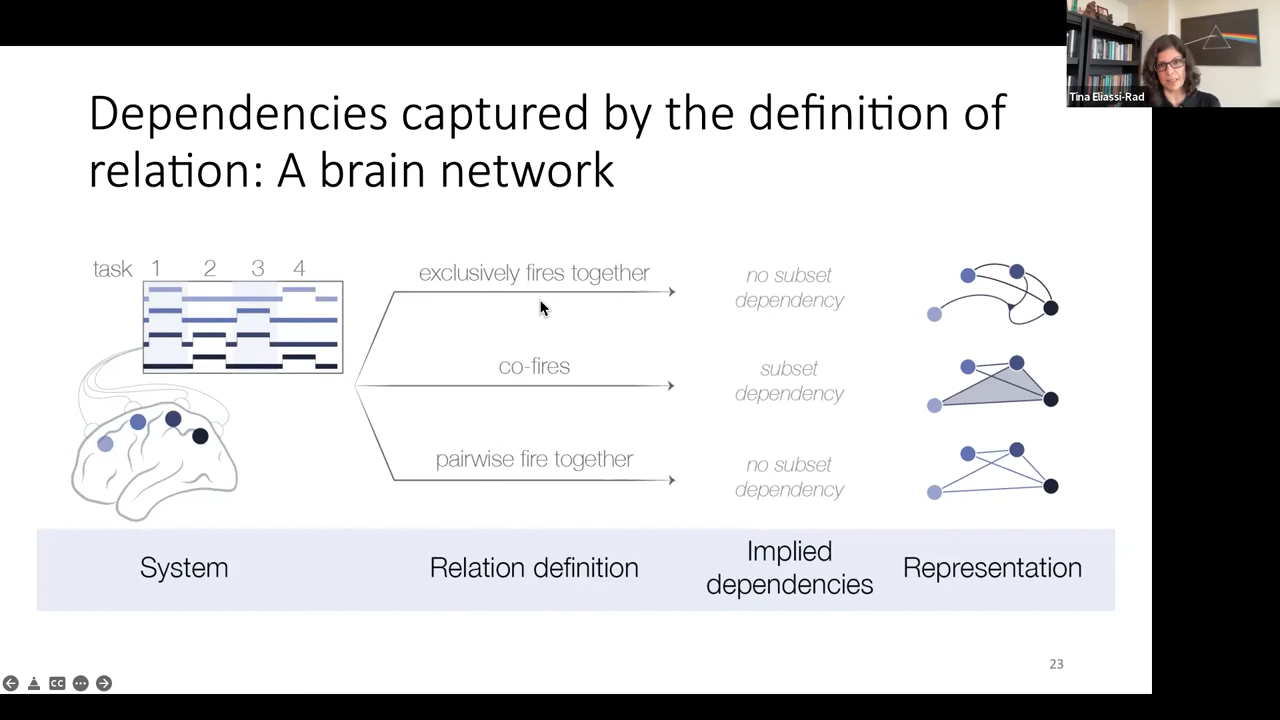 Tina Eliassi-Rad
Dependencies captured by the definition of
relation: A brain network
task 1 2 3 4
exclusively fires together
no subset
dependency
co-fires
subset
dependency
pairwise fire together
no subset
dependency
System
Relation definition
Implied
dependencies
Representation
23
CC